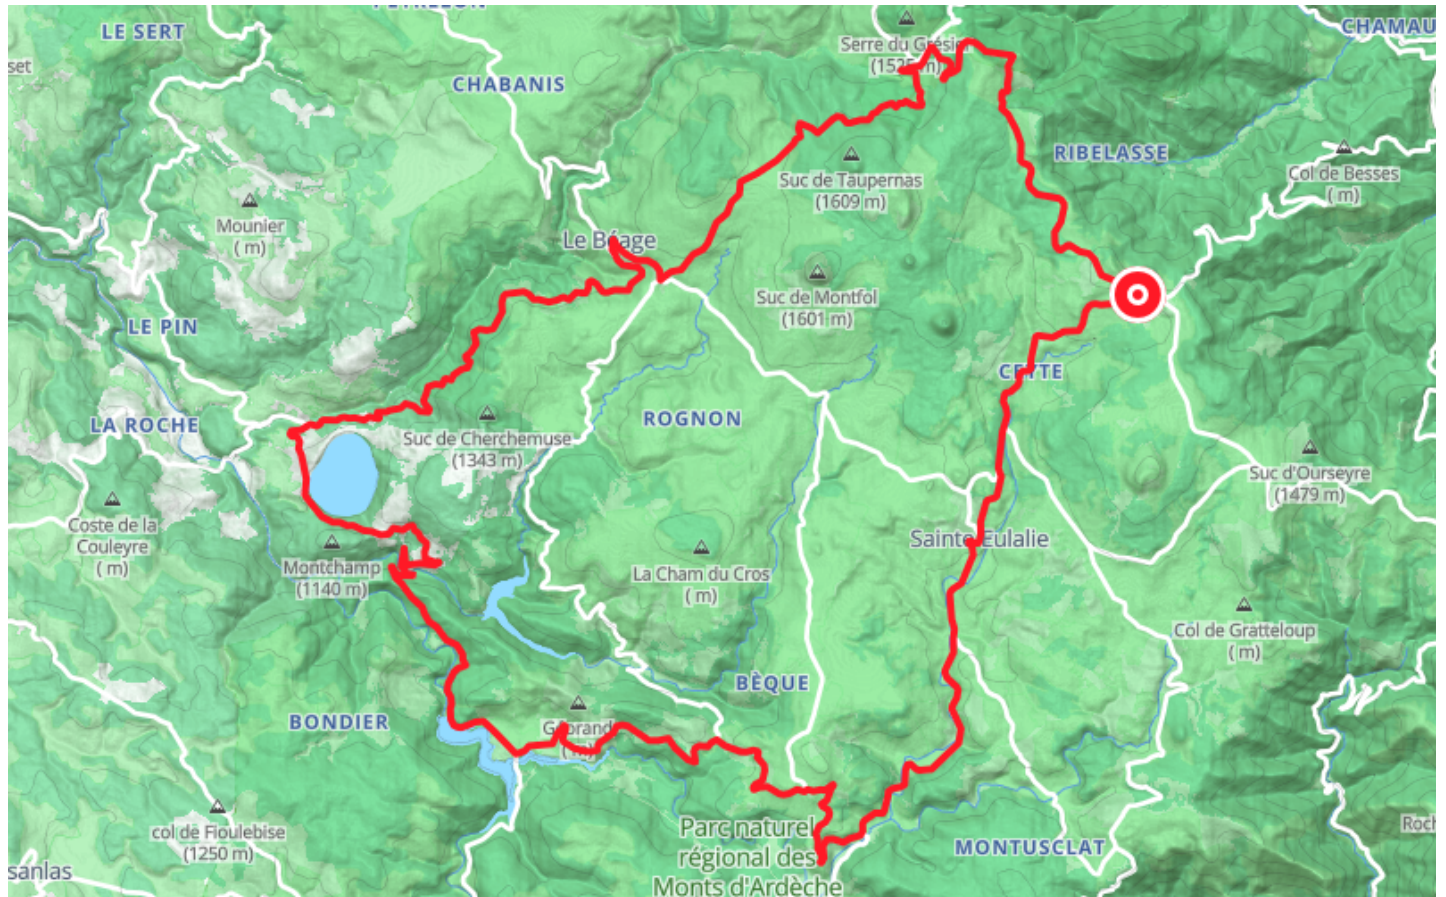 LE SERT
CHAMAU
Serre du Grésier
set
CHABANIS
RIBELASSE
Suc de Taupernas
(1609 m)
Col de Besses
( m)
Mounier
( m)
Le Béage
Suc de Montfol
(1601 m)
LE PIN
CETTE
LA ROCHE
ROGNON
Suc de Cherchemuse
(1343 m)
Suc d'Ourseyre
(1479 m)
Coste de la
Couleyre
( m)
Sainte-Eulalie
Montchamp
(1140 m)
La Cham du Cros
( m)
Col de Gratteloup
( m)
BÈQUE
BONDIER
m)
col de Fioulebise
(1250 m)
Parc naturel
régional des
Monts d'Ardèche
MONTUSCLAT
Roch
sanlas